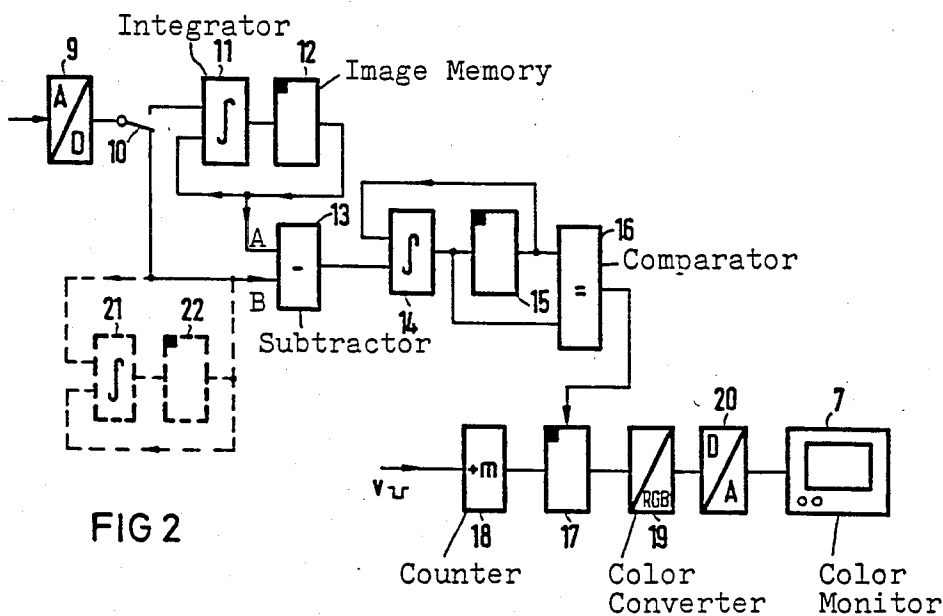 Integrator
9
11
12
Image Memory
A
D
10
∫
13
A
16
Comparator
-
∫
=
B
21
22
15
14
Subtractor
∫
20
7
V
+m
D
A
RGB
FIG 2
18
17
19
Counter
Color
Converter
Color
Monitor